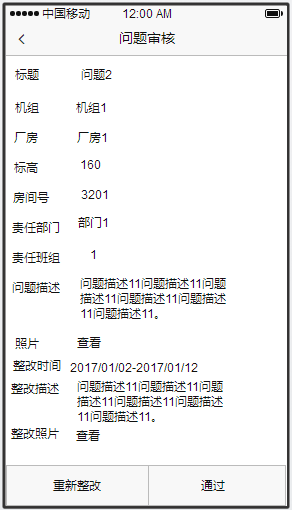 中国移动 12:00 AM
问题审核
标题 问题2
机组 机组1
厂房 厂房1
标高 160
房间号 3201
责任部门 部门1
责任班组 1
问题描述 问题描述11问题描述11问题
描述11问题描述11问题描述
11问题描述11。
照片 查看
整改时间 2017/01/02-2017/01/12
整改描述 问题描述11问题描述11问题
描述11问题描述11问题描述
11问题描述11。
整改照片 查看
重新整改 通过